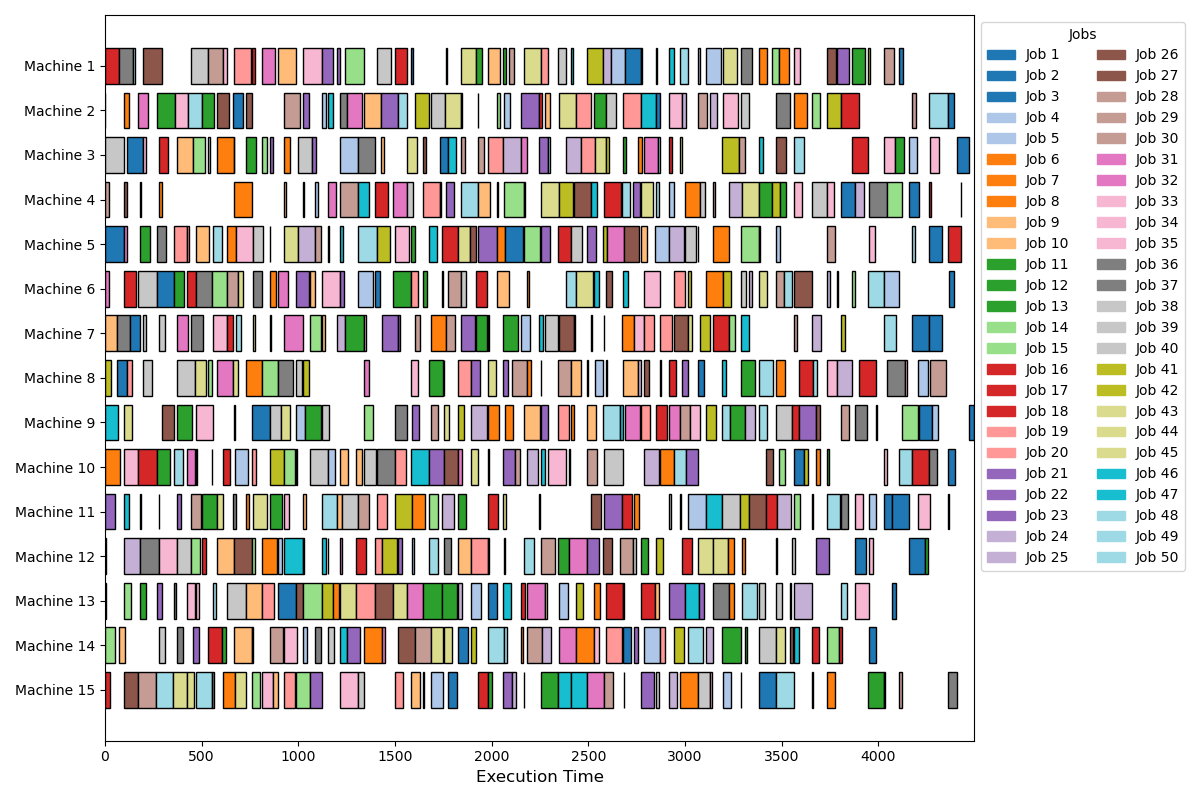 Machine 1
Machine 2
Machine 3
Machine 4
Machine 5
Machine 6
Machine 7
Machine 8
Machine 9
Machine 10
Machine 11
Machine 12
Machine 13
Machine 14
Machine 15
0 500 1000 1500 2000 2500 3000 3500 4000
Execution Time
Jobs
Job 1
Job 2
Job 3
Job 4
Job 5
Job 6
Job 7
Job 8
Job 9
Job 10
Job 11
Job 12
Job 13
Job 14
Job 15
Job 16
Job 17
Job 18
Job 19
Job 20
Job 21
Job 22
Job 23
Job 24
Job 25
Job 26
Job 27
Job 28
Job 29
Job 30
Job 31
Job 32
Job 33
Job 34
Job 35
Job 36
Job 37
Job 38
Job 39
Job 40
Job 41
Job 42
Job 43
Job 44
Job 45
Job 46
Job 47
Job 48
Job 49
Job 50